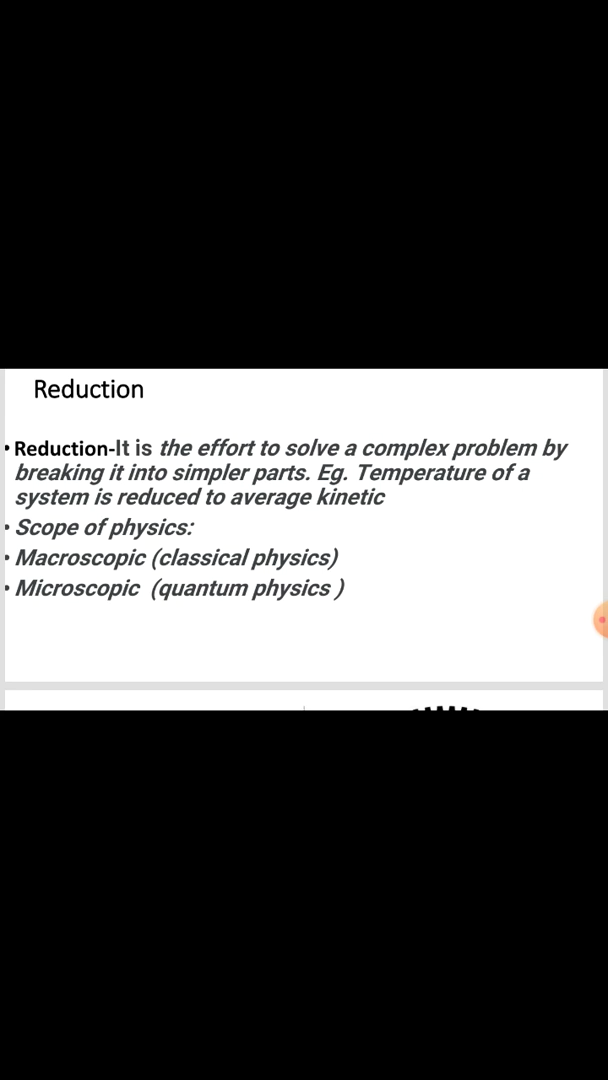 Reduction
• Reduction-It is the effort to solve a complex problem by
breaking it into simpler parts. Eg. Temperature of a
system is reduced to average kinetic
• Scope of physics:
• Macroscopic (classical physics)
• Microscopic (quantum physics )